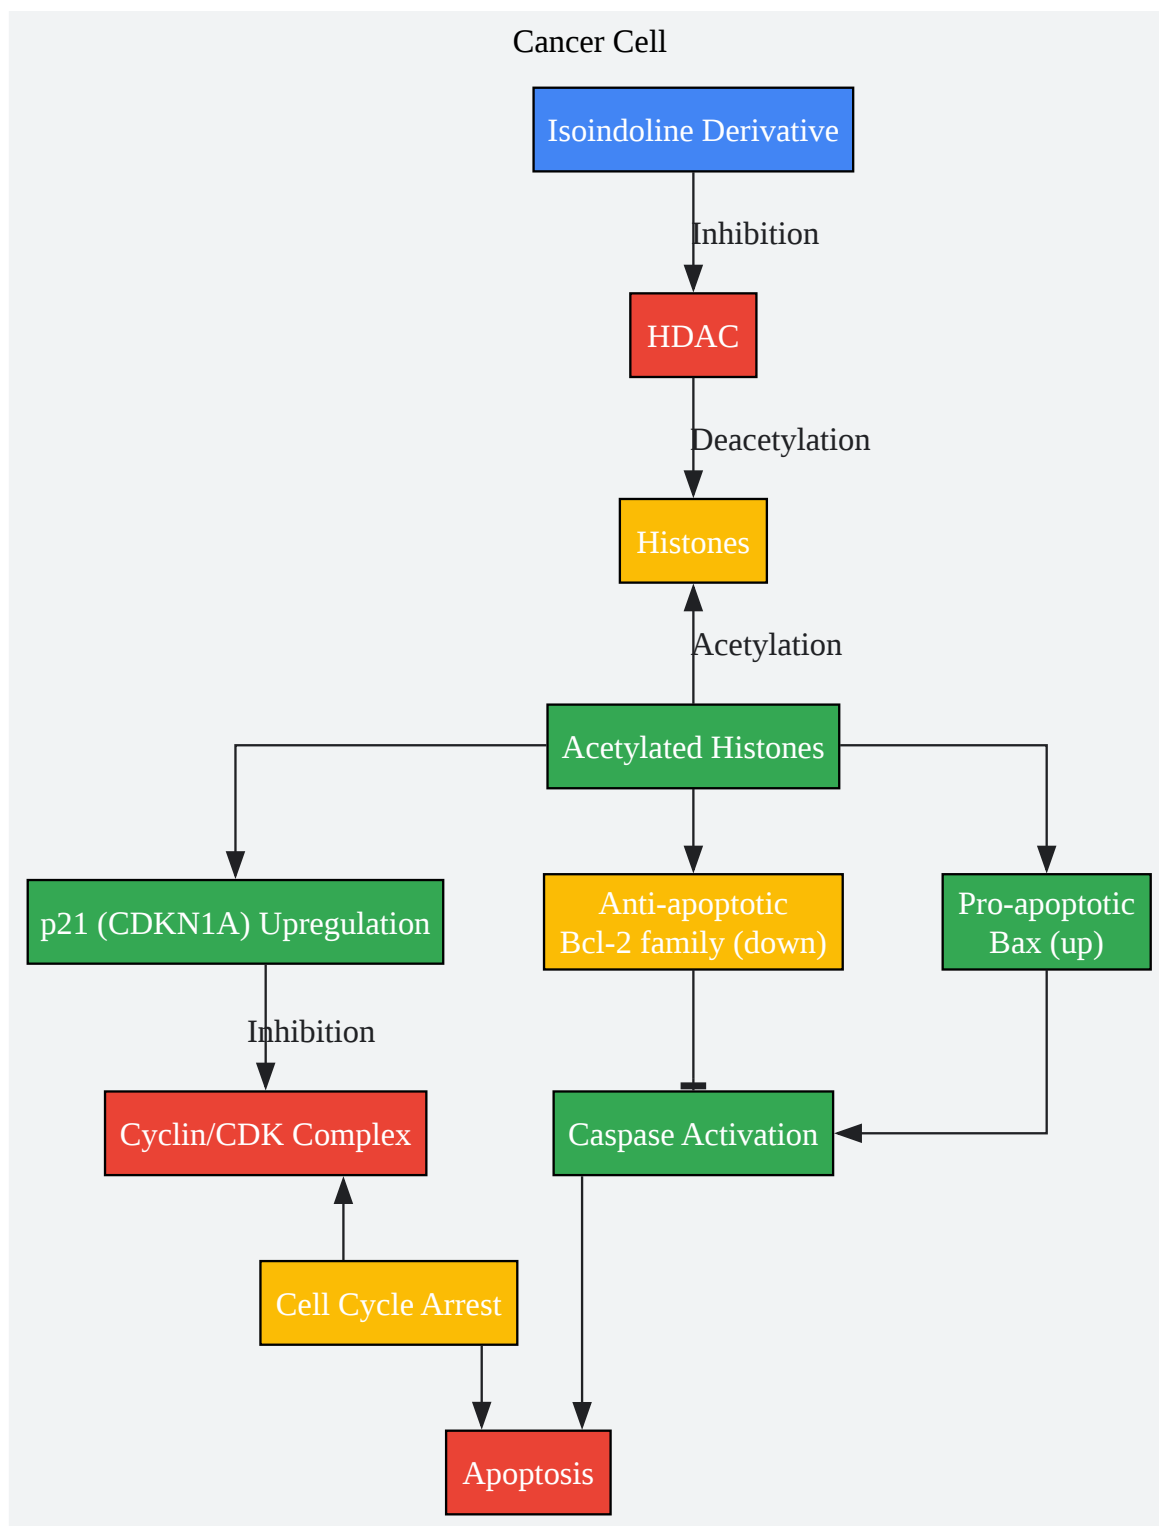 Cancer Cell
Isoindoline Derivative
Inhibition
HDAC
Deacetylation
Histones
Acetylation
Acetylated Histones
p21 (CDKN1A) Upregulation
Anti-apoptotic
Bcl-2 family (down)
Pro-apoptotic
Bax (up)
Inhibition
Cyclin/CDK Complex
Caspase Activation
Cell Cycle Arrest
Apoptosis